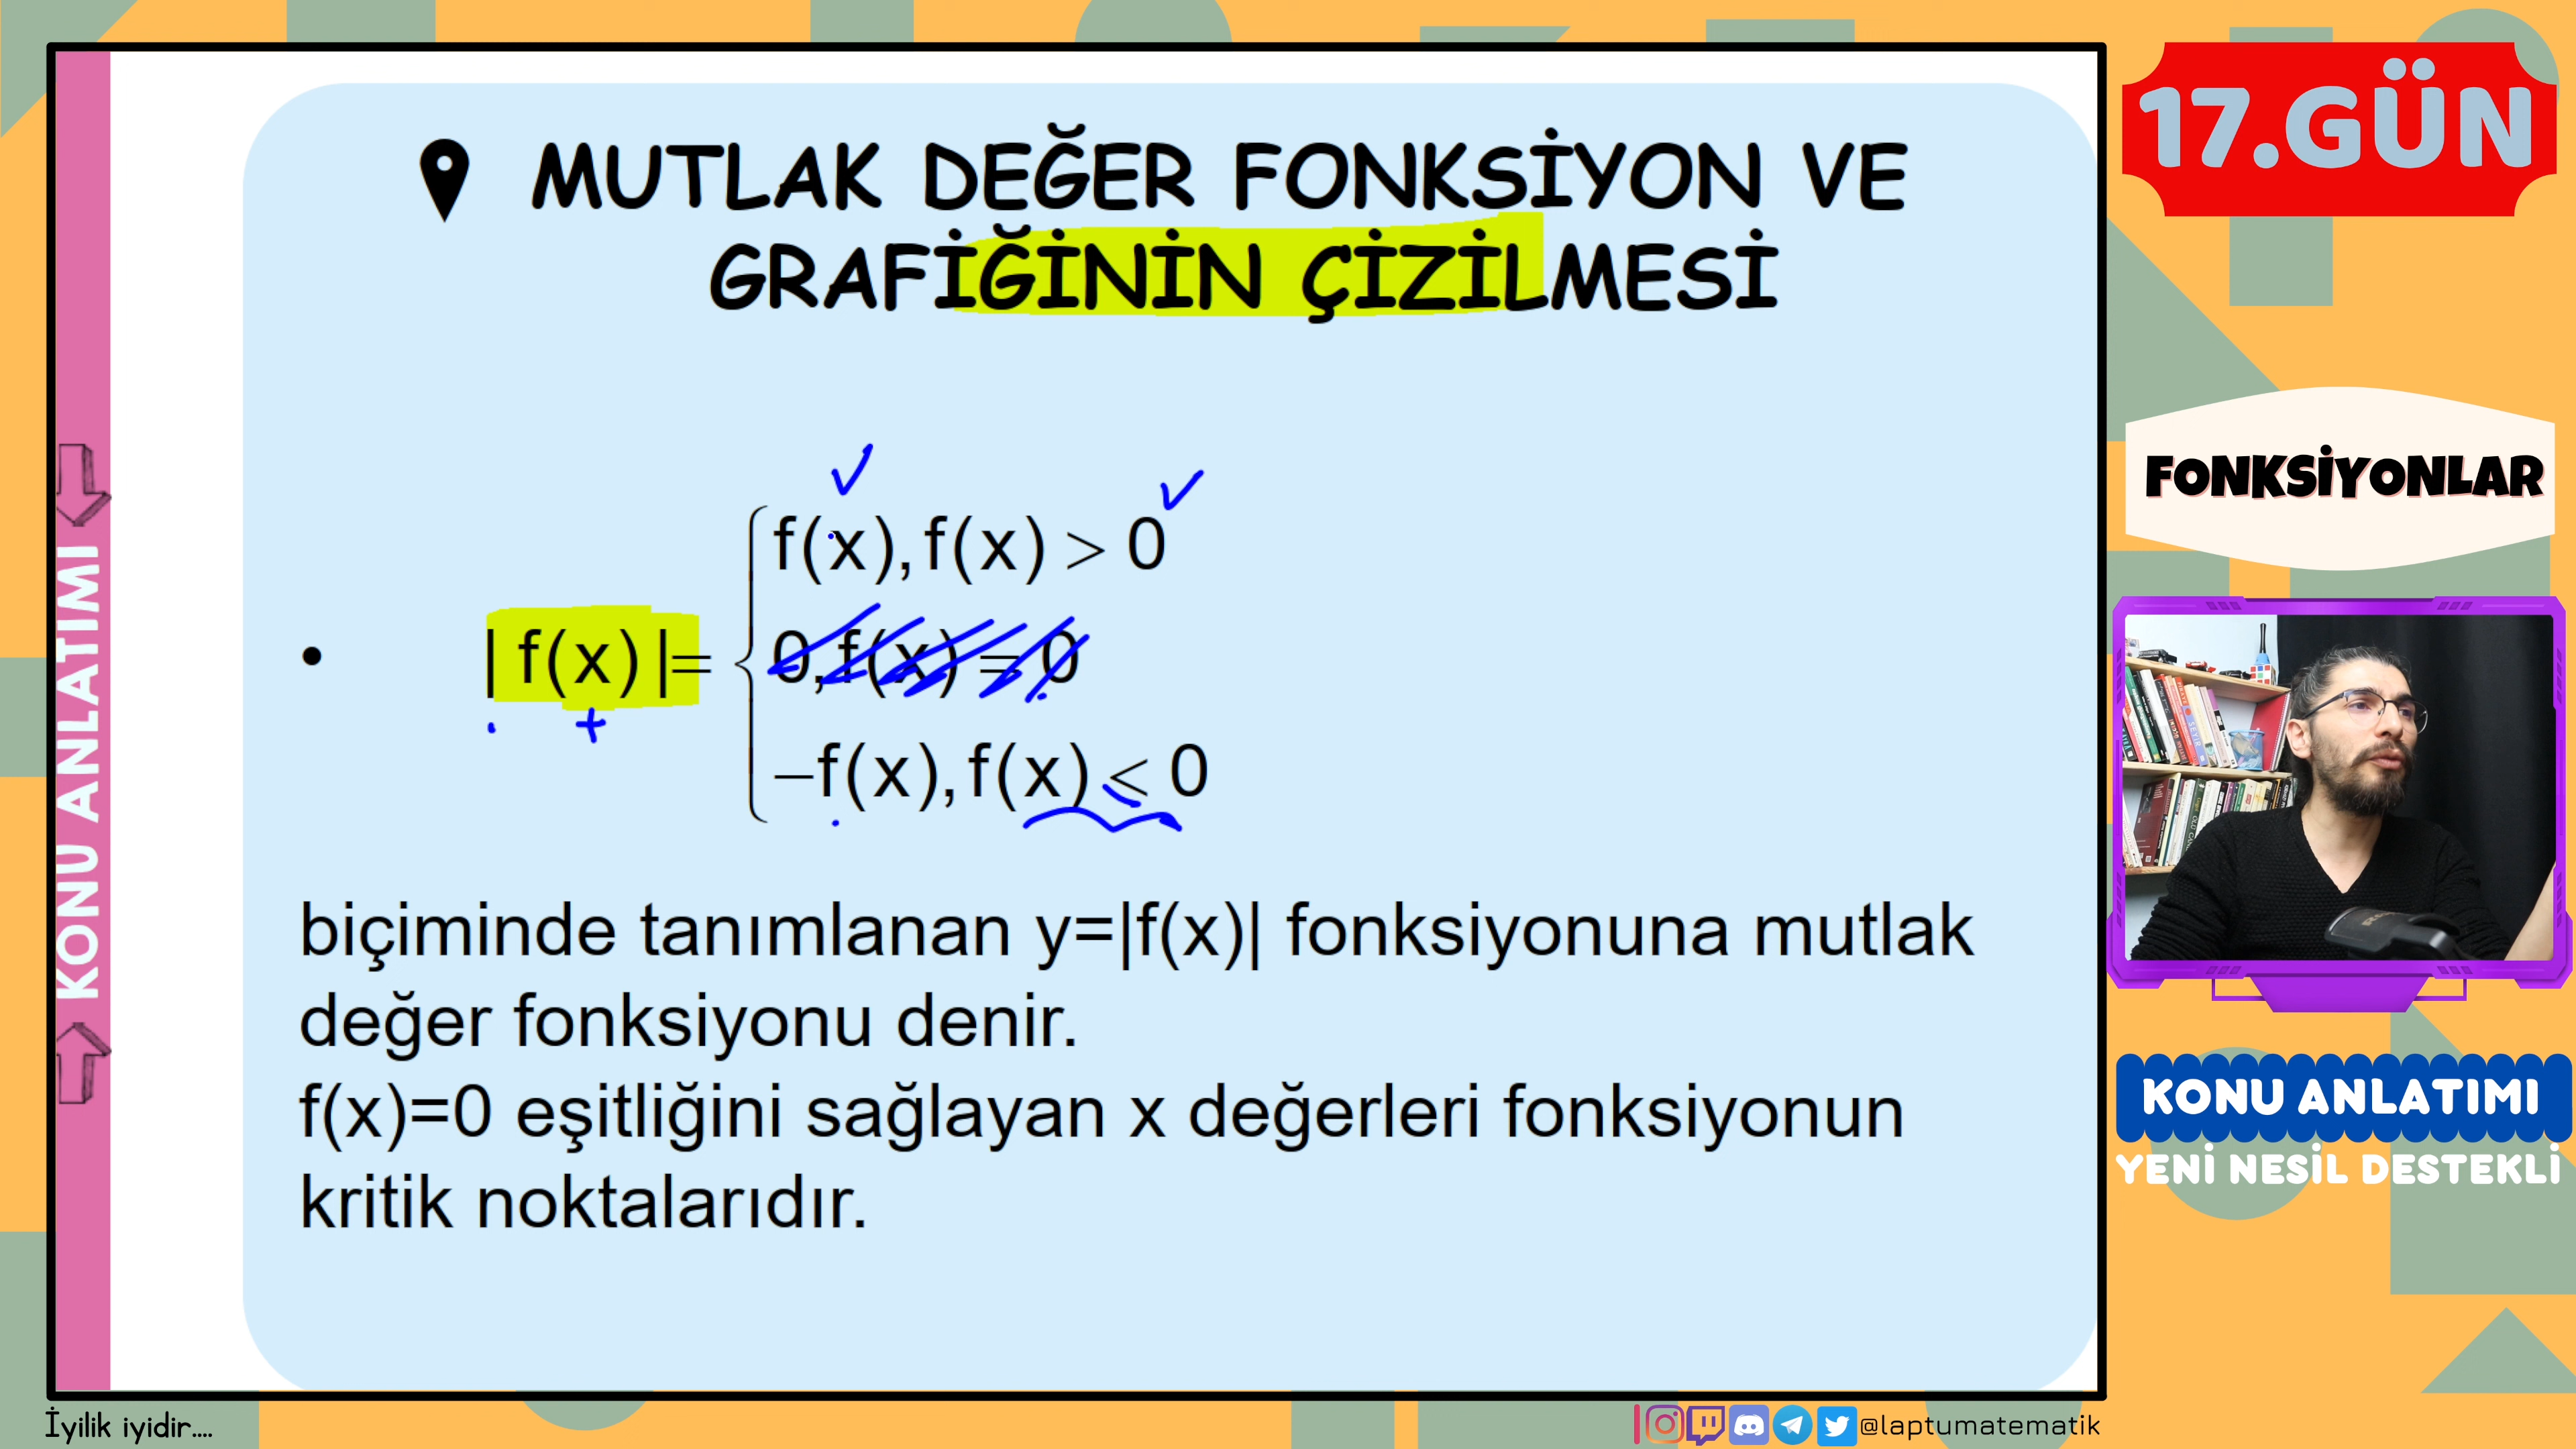 MUTLAK DEĞER FONKSİYON VE
GRAFİĞİNİN ÇİZİLMESİ
f(x), f(x) > 0
• | f(x) |= 0, f(x) = 0
+
–f(x), f(x) < 0
biçiminde tanımlanan y=|f(x)| fonksiyonuna mutlak
değer fonksiyonu denir.
f(x)=0 eşitliğini sağlayan x değerleri fonksiyonun
kritik noktalarıdır.
KONU ANLATIMI
17.GÜN
FONKSİYONLAR
KONU ANLATIMI
YENİ NESİL DESTEKLİ
İyilik iyidir....
@laptumatematik